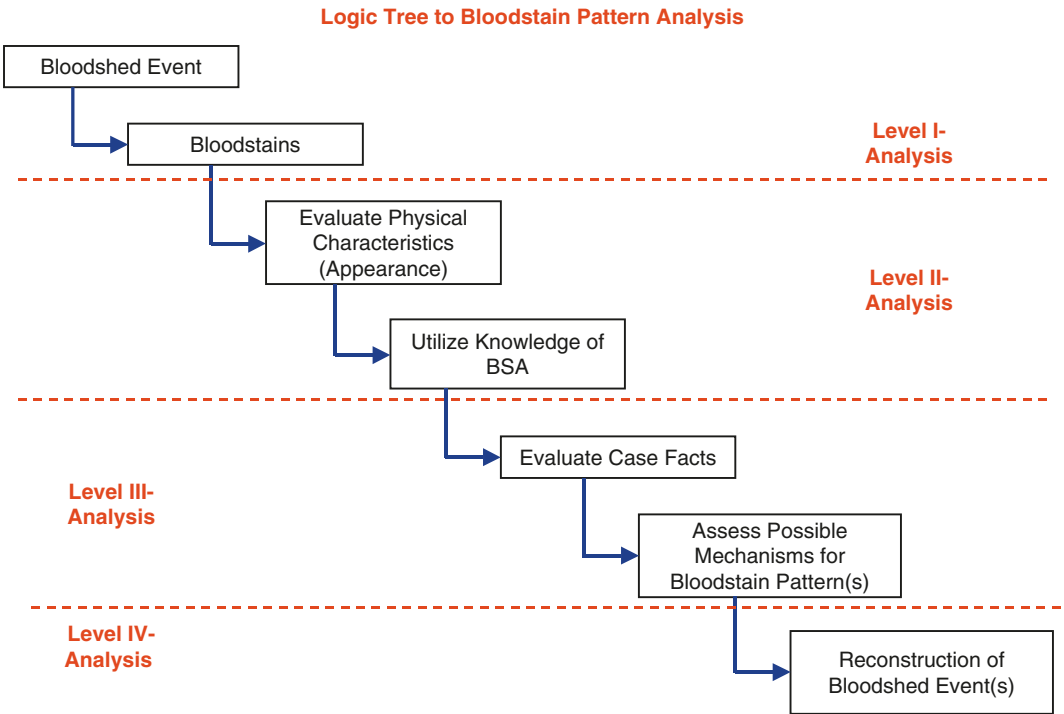 Logic Tree to Bloodstain Pattern Analysis
Bloodshed Event
Bloodstains
Level I-
Analysis
Evaluate Physical
Characteristics
(Appearance)
Level II-
Analysis
Utilize Knowledge of
BSA
Evaluate Case Facts
Level III-
Analysis
Assess Possible
Mechanisms for
Bloodstain Pattern(s)
Level IV-
Analysis
Reconstruction of
Bloodshed Event(s)